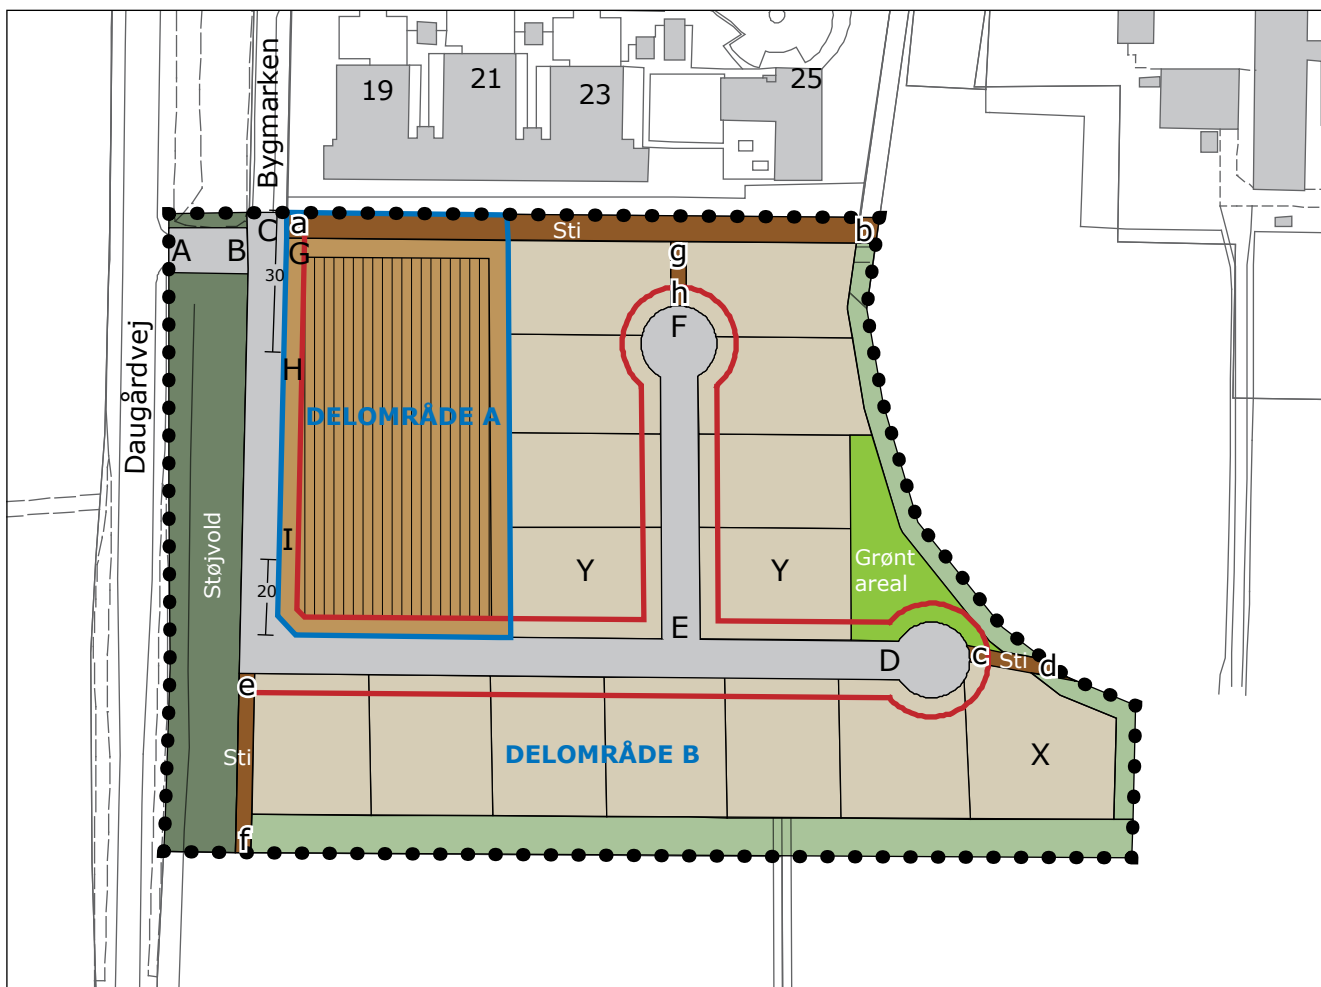 19
21
23
25
Bygmarken
a
Sti
b
C
A
B
G
g
30
h
F
H
Daugårdvej
DELOMRÅDE A
I
Støjvold
Y
Y
Grønt
areal
20
E
D
c
Sti
d
e
Sti
DELOMRÅDE B
X
f